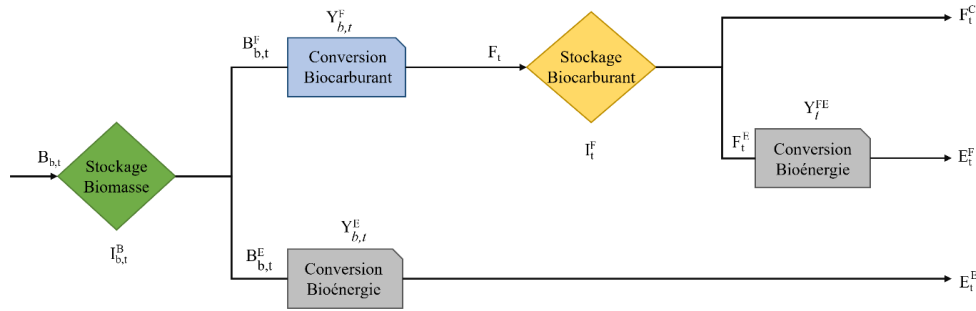 B_{b,t}
Stockage
Biomasse
I^B_{b,t}
B^F_{b,t}
Y^F_{b,t}
Conversion
Biocarburant
F_t
Stockage
Biocarburant
I^F_t
F^C_t
Y^{FE}_t
F^E_t
Conversion
Bioénergie
E^F_t
B^E_{b,t}
Y^E_{b,t}
Conversion
Bioénergie
E^E_t